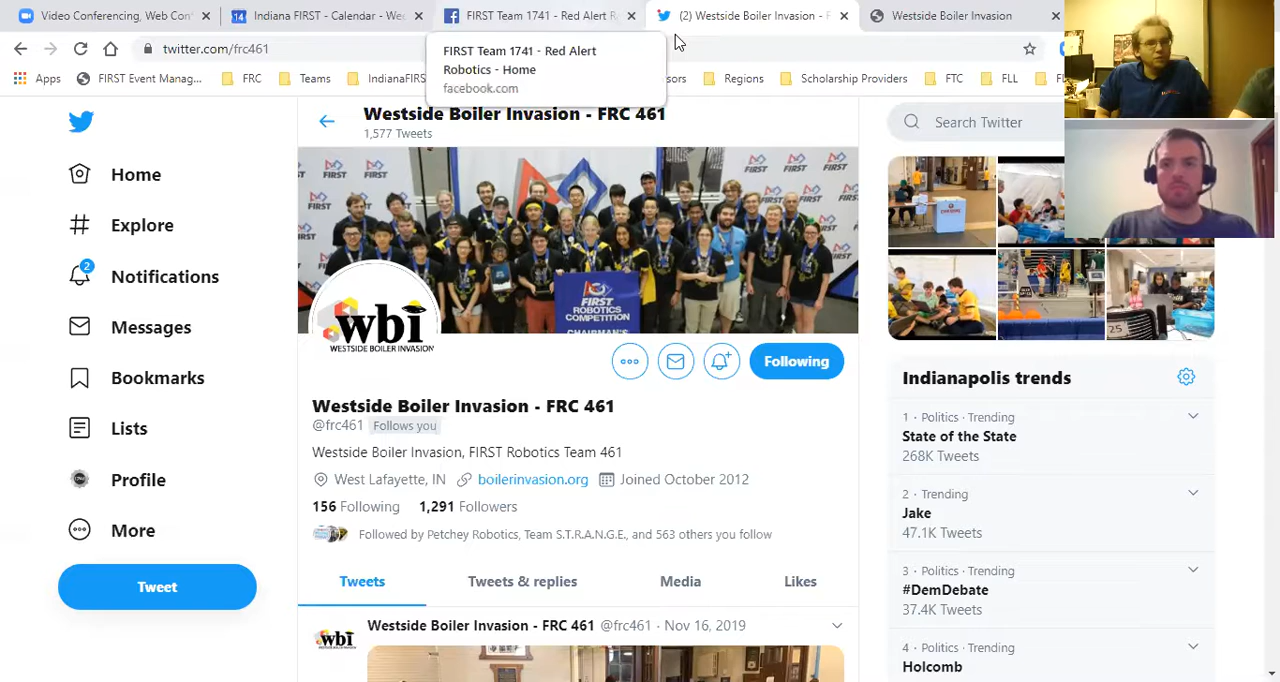 Video Conferencing, Web Con
Indiana FIRST - Calendar - We
FIRST Team 1741 - Red Alert R
(2) Westside Boiler Invasion - F
Westside Boiler Invasion
twitter.com/frc461
FIRST Team 1741 - Red Alert
Robotics - Home
facebook.com
Apps
FIRST Event Manag...
FRC
Teams
IndianaFIRS
sors
Regions
Scholarship Providers
FTC
FLL
Westside Boiler Invasion - FRC 461
1,577 Tweets
Search Twitter
Home
Explore
2
Notifications
Messages
Bookmarks
Lists
Profile
More
Tweet
FIRST
FIRST
ROBOTICS
COMPETITION
CHAIRMAN'S
wbi
WESTSIDE BOILER INVASION
Following
Westside Boiler Invasion - FRC 461
@frc461 Follows you
Westside Boiler Invasion, FIRST Robotics Team 461
West Lafayette, IN boilerinvasion.org Joined October 2012
156 Following 1,291 Followers
Followed by Petchey Robotics, Team S.T.R.A.N.G.E., and 563 others you follow
Tweets
Tweets & replies
Media
Likes
wbi
Westside Boiler Invasion - FRC 461 @frc461 · Nov 16, 2019
Indianapolis trends
1 · Politics · Trending
State of the State
268K Tweets
2 · Trending
Jake
47.1K Tweets
3 · Politics · Trending
#DemDebate
37.4K Tweets
4 · Politics · Trending
Holcomb